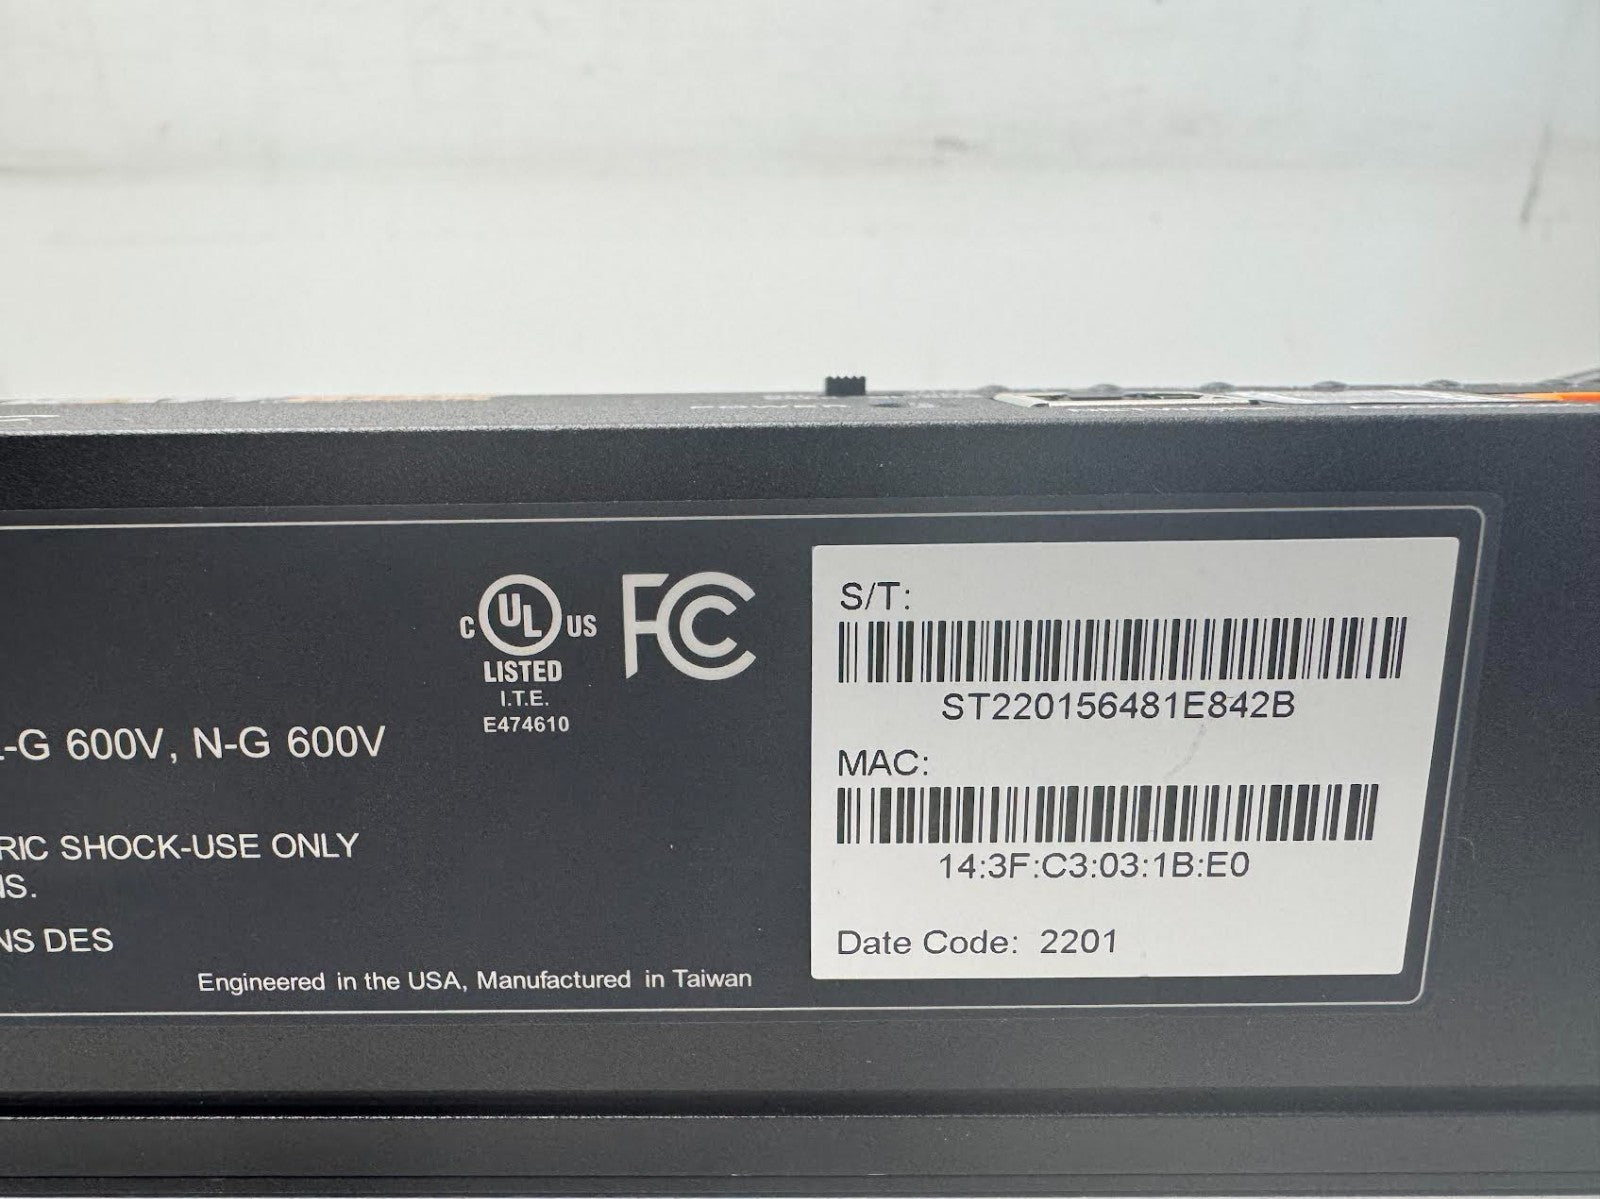 C UL US
LISTED
I.T.E.
E474610
FC
-G 600V, N-G 600V
RIC SHOCK-USE ONLY
NS.
NS DES
Engineered in the USA, Manufactured in Taiwan
S/T:
ST220156481E842B
MAC:
14:3F:C3:03:1B:E0
Date Code: 2201